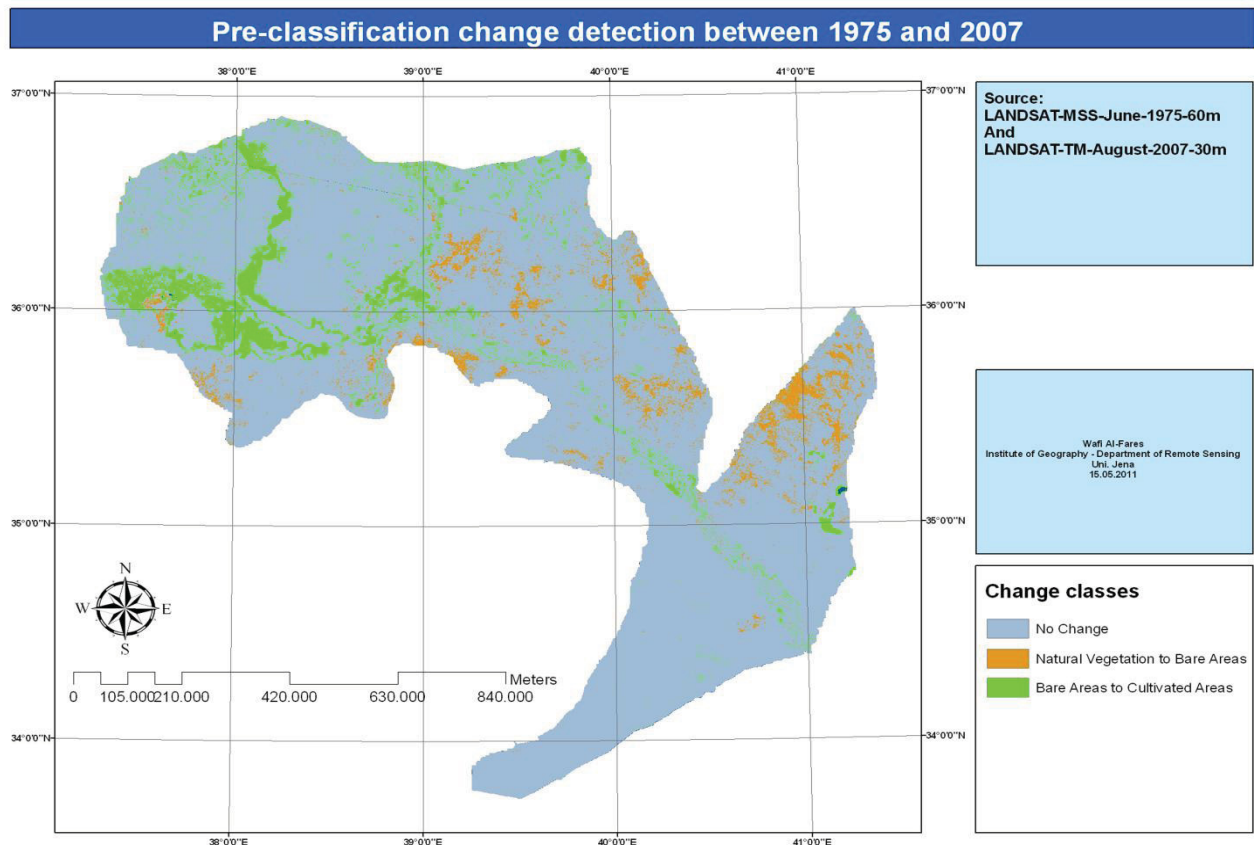 Pre-classification change detection between 1975 and 2007
38°0'0"E
39°0'0"E
40°0'0"E
41°0'0"E
37°0'0"N
37°0'0"N
36°0'0"N
36°0'0"N
35°0'0"N
35°0'0"N
34°0'0"N
34°0'0"N
38°0'0"E
39°0'0"E
40°0'0"E
41°0'0"E
N
W
E
S
Meters
0
105.000
210.000
420.000
630.000
840.000
Source:
LANDSAT-MSS-June-1975-60m
And
LANDSAT-TM-August-2007-30m
Wafi Al-Fares
Institute of Geography - Department of Remote Sensing
Uni. Jena
15.05.2011
Change classes
No Change
Natural Vegetation to Bare Areas
Bare Areas to Cultivated Areas